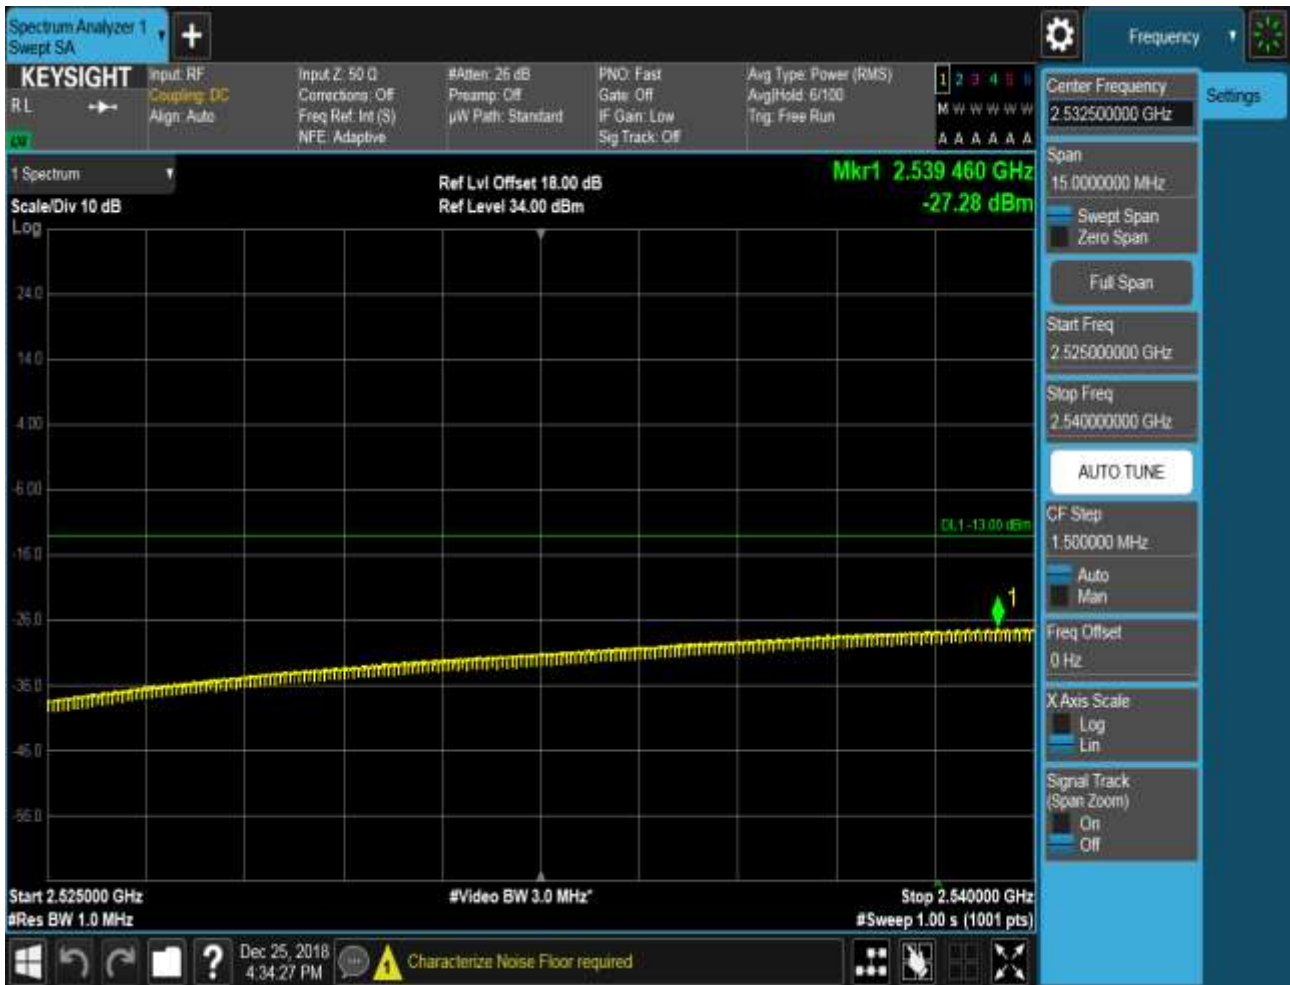 Spectrum Analyzer 1
Swept SA
+
Frequency
KEYSIGHT
RL
Input: RF
Coupling: DC
Align: Auto
Input Z: 50 Ω
Corrections: Off
Freq Ref: Int (S)
NFE: Adaptive
#Atten: 26 dB
Preamp: Off
µW Path: Standard
PNO: Fast
Gate: Off
IF Gain: Low
Sig Track: Off
Avg Type: Power (RMS)
Avg|Hold: 6/100
Trig: Free Run
1 2 3 4 5 6
M W W W W W
A A A A A A
1 Spectrum
Scale/Div 10 dB
Log
Ref Lvl Offset 18.00 dB
Ref Level 34.00 dBm
Mkr1 2.539 460 GHz
-27.28 dBm
24.0
14.0
4.00
-6.00
-16.0
-26.0
-36.0
-46.0
-56.0
DL1 -13.00 dBm
1
Start 2.525000 GHz
#Res BW 1.0 MHz
#Video BW 3.0 MHz*
Stop 2.540000 GHz
#Sweep 1.00 s (1001 pts)
Center Frequency
2.532500000 GHz
Settings
Span
15.0000000 MHz
Swept Span
Zero Span
Full Span
Start Freq
2.525000000 GHz
Stop Freq
2.540000000 GHz
AUTO TUNE
CF Step
1.500000 MHz
Auto
Man
Freq Offset
0 Hz
X Axis Scale
Log
Lin
Signal Track
(Span Zoom)
On
Off
?
Dec 25, 2018
4:34:27 PM
1
Characterize Noise Floor required